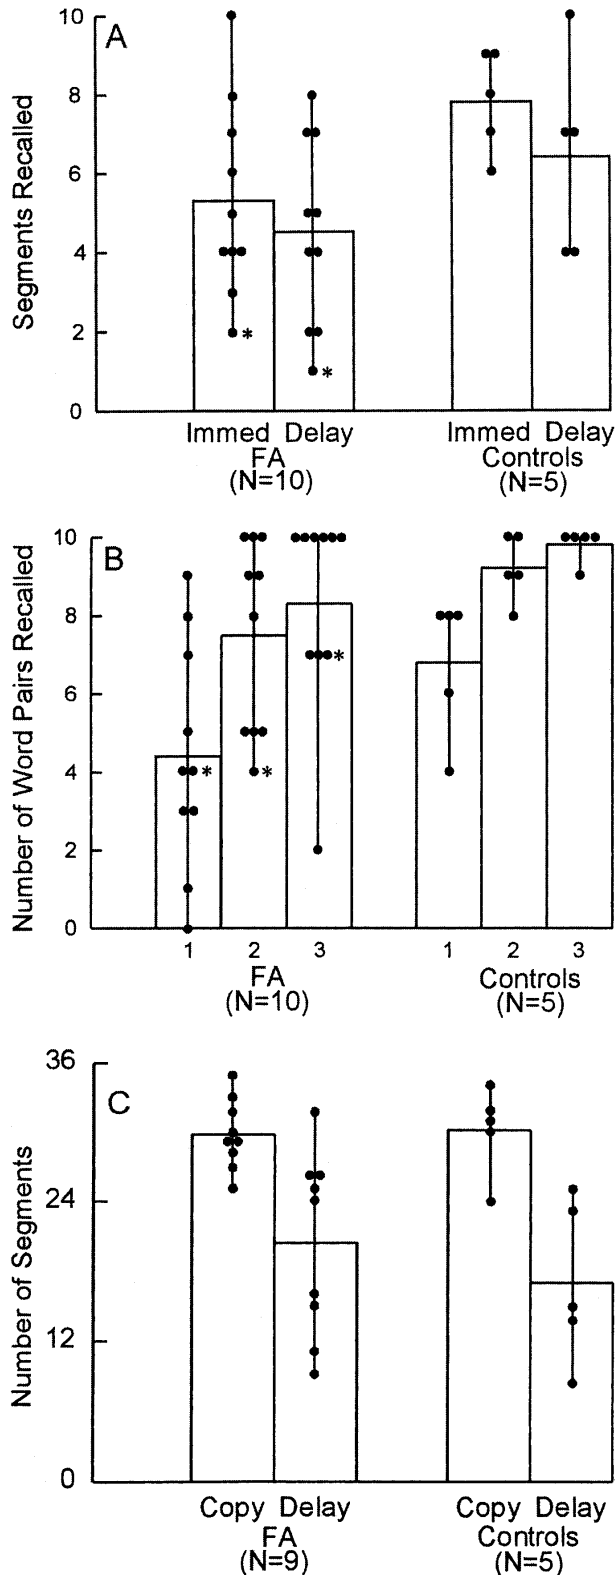 A
Segments Recalled
10
8
6
4
2
0
*
*
Immed Delay Immed Delay
FA Controls
(N=10) (N=5)
B
Number of Word Pairs Recalled
10
8
6
4
2
0
*
*
*
1 2 3 1 2 3
FA Controls
(N=10) (N=5)
C
Number of Segments
36
24
12
0
Copy Delay Copy Delay
FA Controls
(N=9) (N=5)